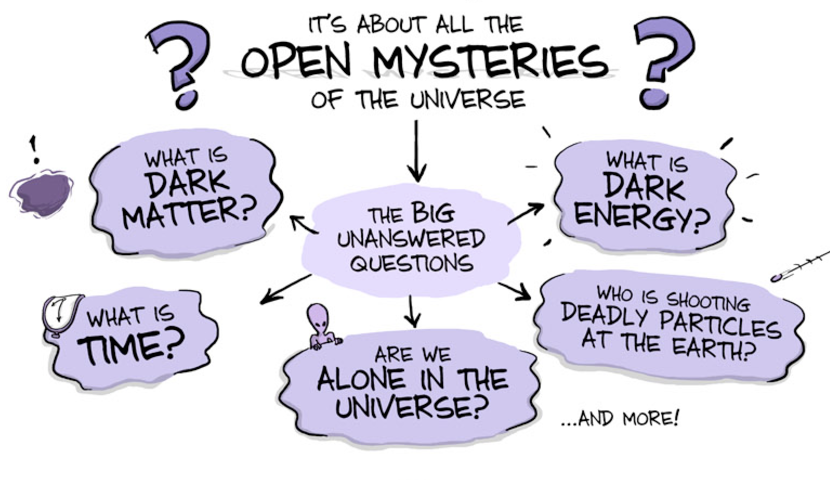 IT'S ABOUT ALL THE
OPEN MYSTERIES
OF THE UNIVERSE
?
?
!
WHAT IS
DARK
MATTER?
THE BIG
UNANSWERED
QUESTIONS
WHAT IS
DARK
ENERGY?
WHAT IS
TIME?
ARE WE
ALONE IN THE
UNIVERSE?
WHO IS SHOOTING
DEADLY PARTICLES
AT THE EARTH?
...AND MORE!